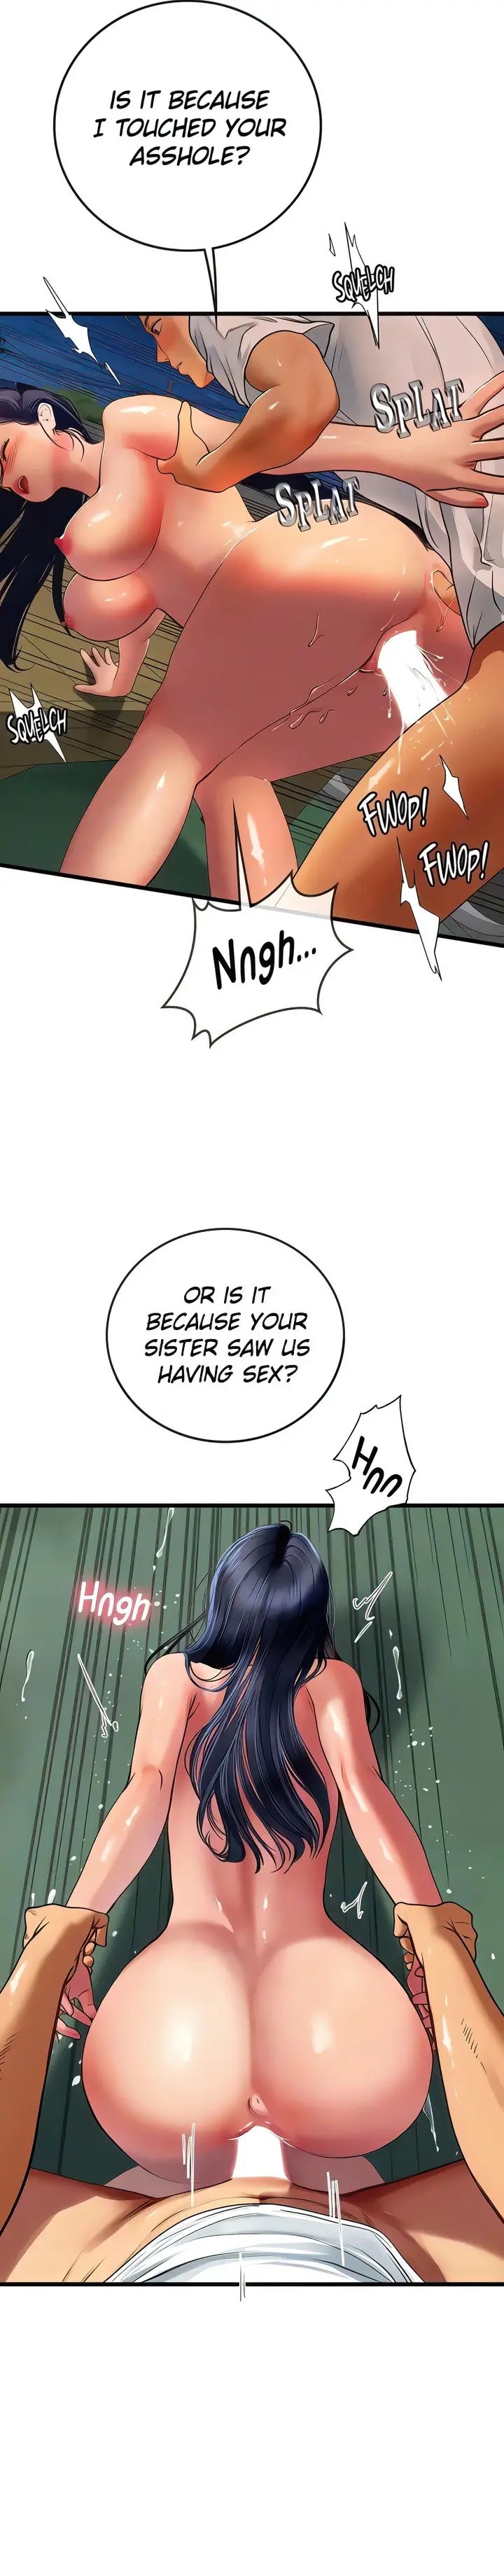 IS IT BECAUSE
I TOUCHED YOUR
ASSHOLE?
SQUELCH
SPLAT
SPLAT
SQUELCH
FWOP!
FWOP!
Nngh...
OR IS IT
BECAUSE YOUR
SISTER SAW US
HAVING SEX?
Hnn
Hngh